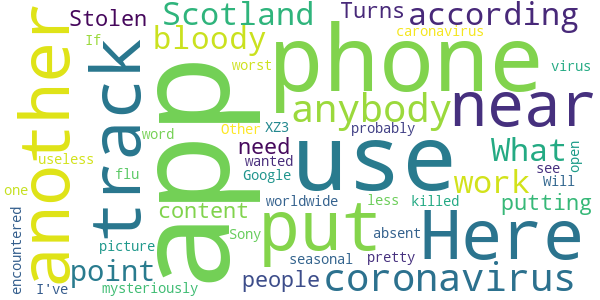 Stolen
Scotland
Turns
according
If
bloody
caronavirus
another
track
app
phone
worst
virus
anybody
near
Other
XZ3
probably
word
useless
need
use
What
open
wanted
see
flu
Google
work
Will
one
content
put
worldwide
less
killed
putting
Here
encountered
picture
Sony
absent
point
seasonal
pretty
people
coronavirus
I've
mysteriously